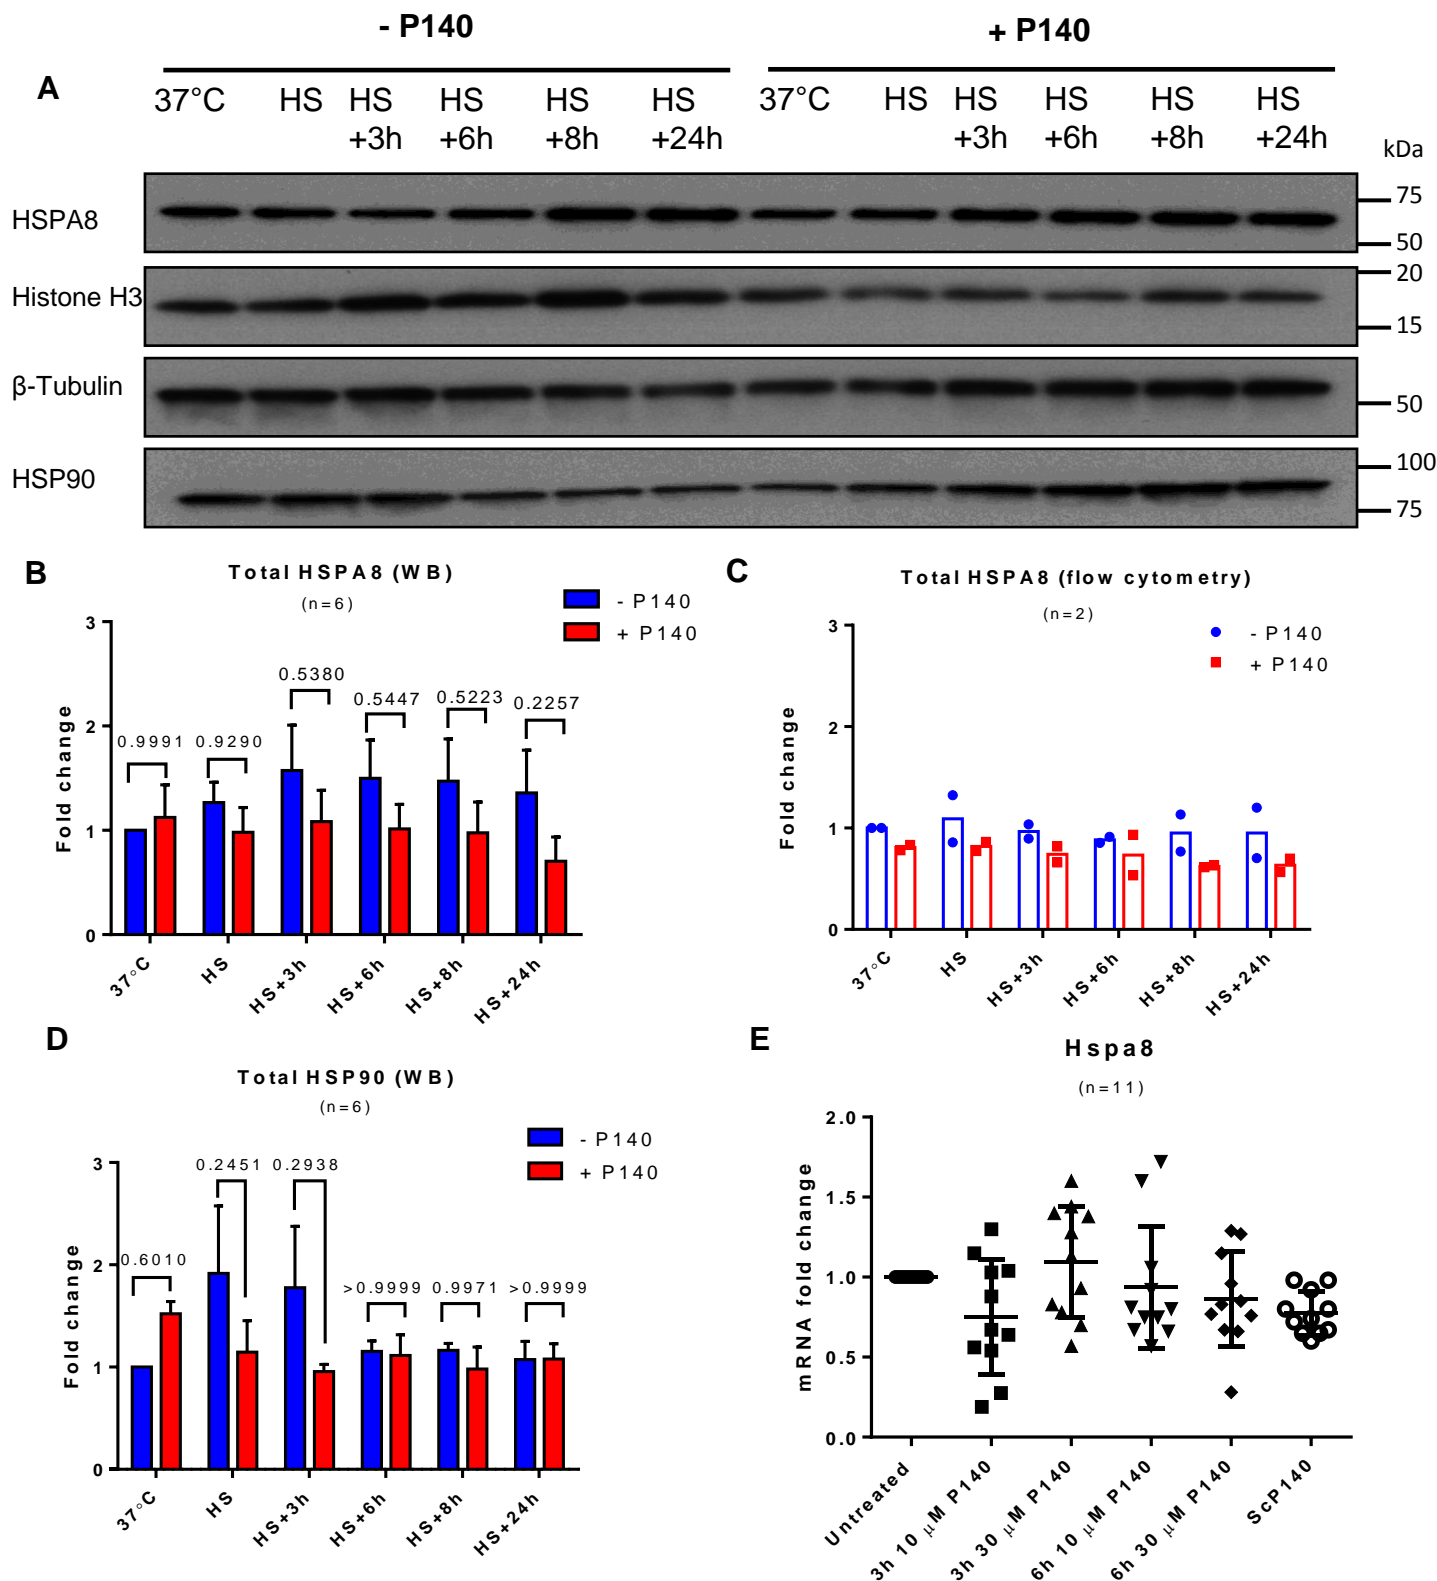 - P140
+ P140
A
37°C HS HS HS HS HS 37°C HS HS HS HS HS
+3h +6h +8h +24h +3h +6h +8h +24h
kDa
HSPA8
75
50
Histone H3
20
15
β-Tubulin
50
HSP90
100
75
B
Total HSPA8 (WB)
(n=6)
- P140
+ P140
Fold change
3
2
1
0
0.9991
0.9290
0.5380
0.5447
0.5223
0.2257
37°C
HS
HS+3h
HS+6h
HS+8h
HS+24h
C
Total HSPA8 (flow cytometry)
(n=2)
- P140
+ P140
Fold change
3
2
1
0
37°C
HS
HS+3h
HS+6h
HS+8h
HS+24h
D
Total HSP90 (WB)
(n=6)
- P140
+ P140
Fold change
3
2
1
0
0.6010
0.2451
0.2938
>0.9999
0.9971
>0.9999
37°C
HS
HS+3h
HS+6h
HS+8h
HS+24h
E
Hspa8
(n=11)
mRNA fold change
2.0
1.5
1.0
0.5
0.0
Untreated
3h 10 μM P140
3h 30 μM P140
6h 10 μM P140
6h 30 μM P140
ScP140